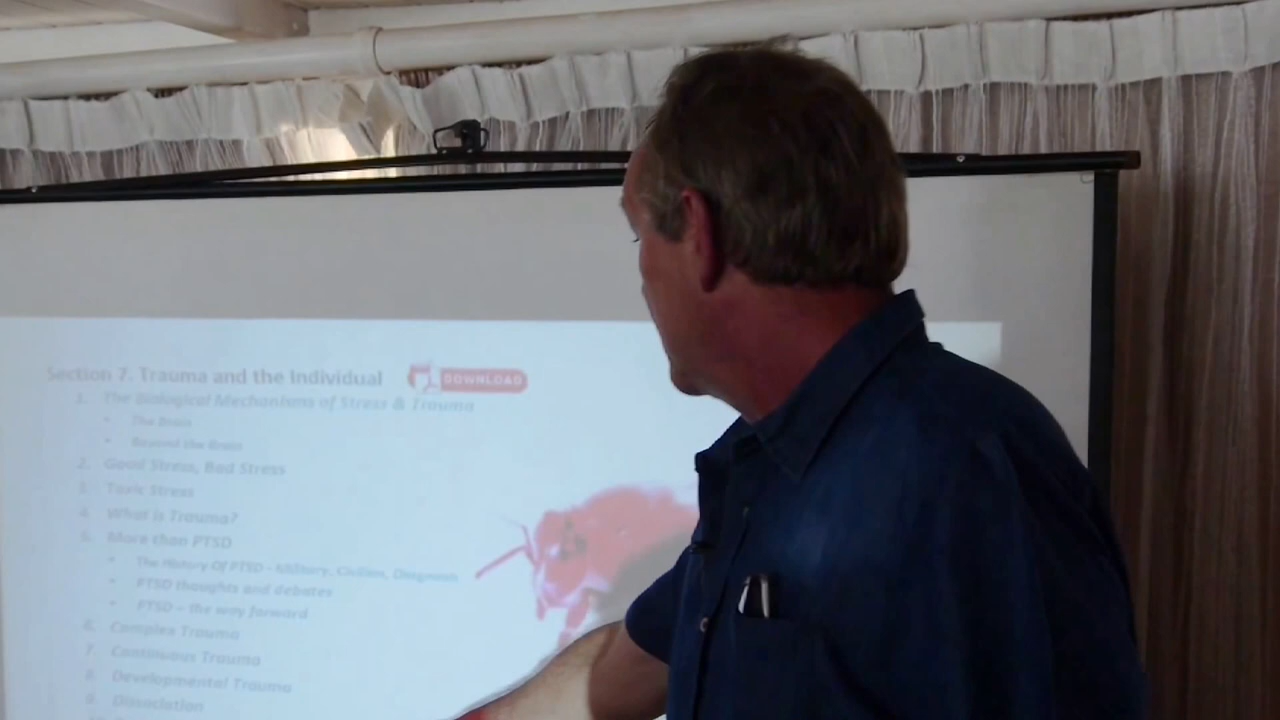 Section 7. Trauma and the Individual
DOWNLOAD
1. The Biological Mechanisms of Stress & Trauma
• The Brain
• Beyond the Brain
2. Good Stress, Bad Stress
3. Toxic Stress
4. What is Trauma?
5. More than PTSD
• The History Of PTSD - Military, Civilian, Diagnosis
• PTSD thoughts and debates
• PTSD – the way forward
6. Complex Trauma
7. Continuous Trauma
8. Developmental Trauma
9. Dissociation